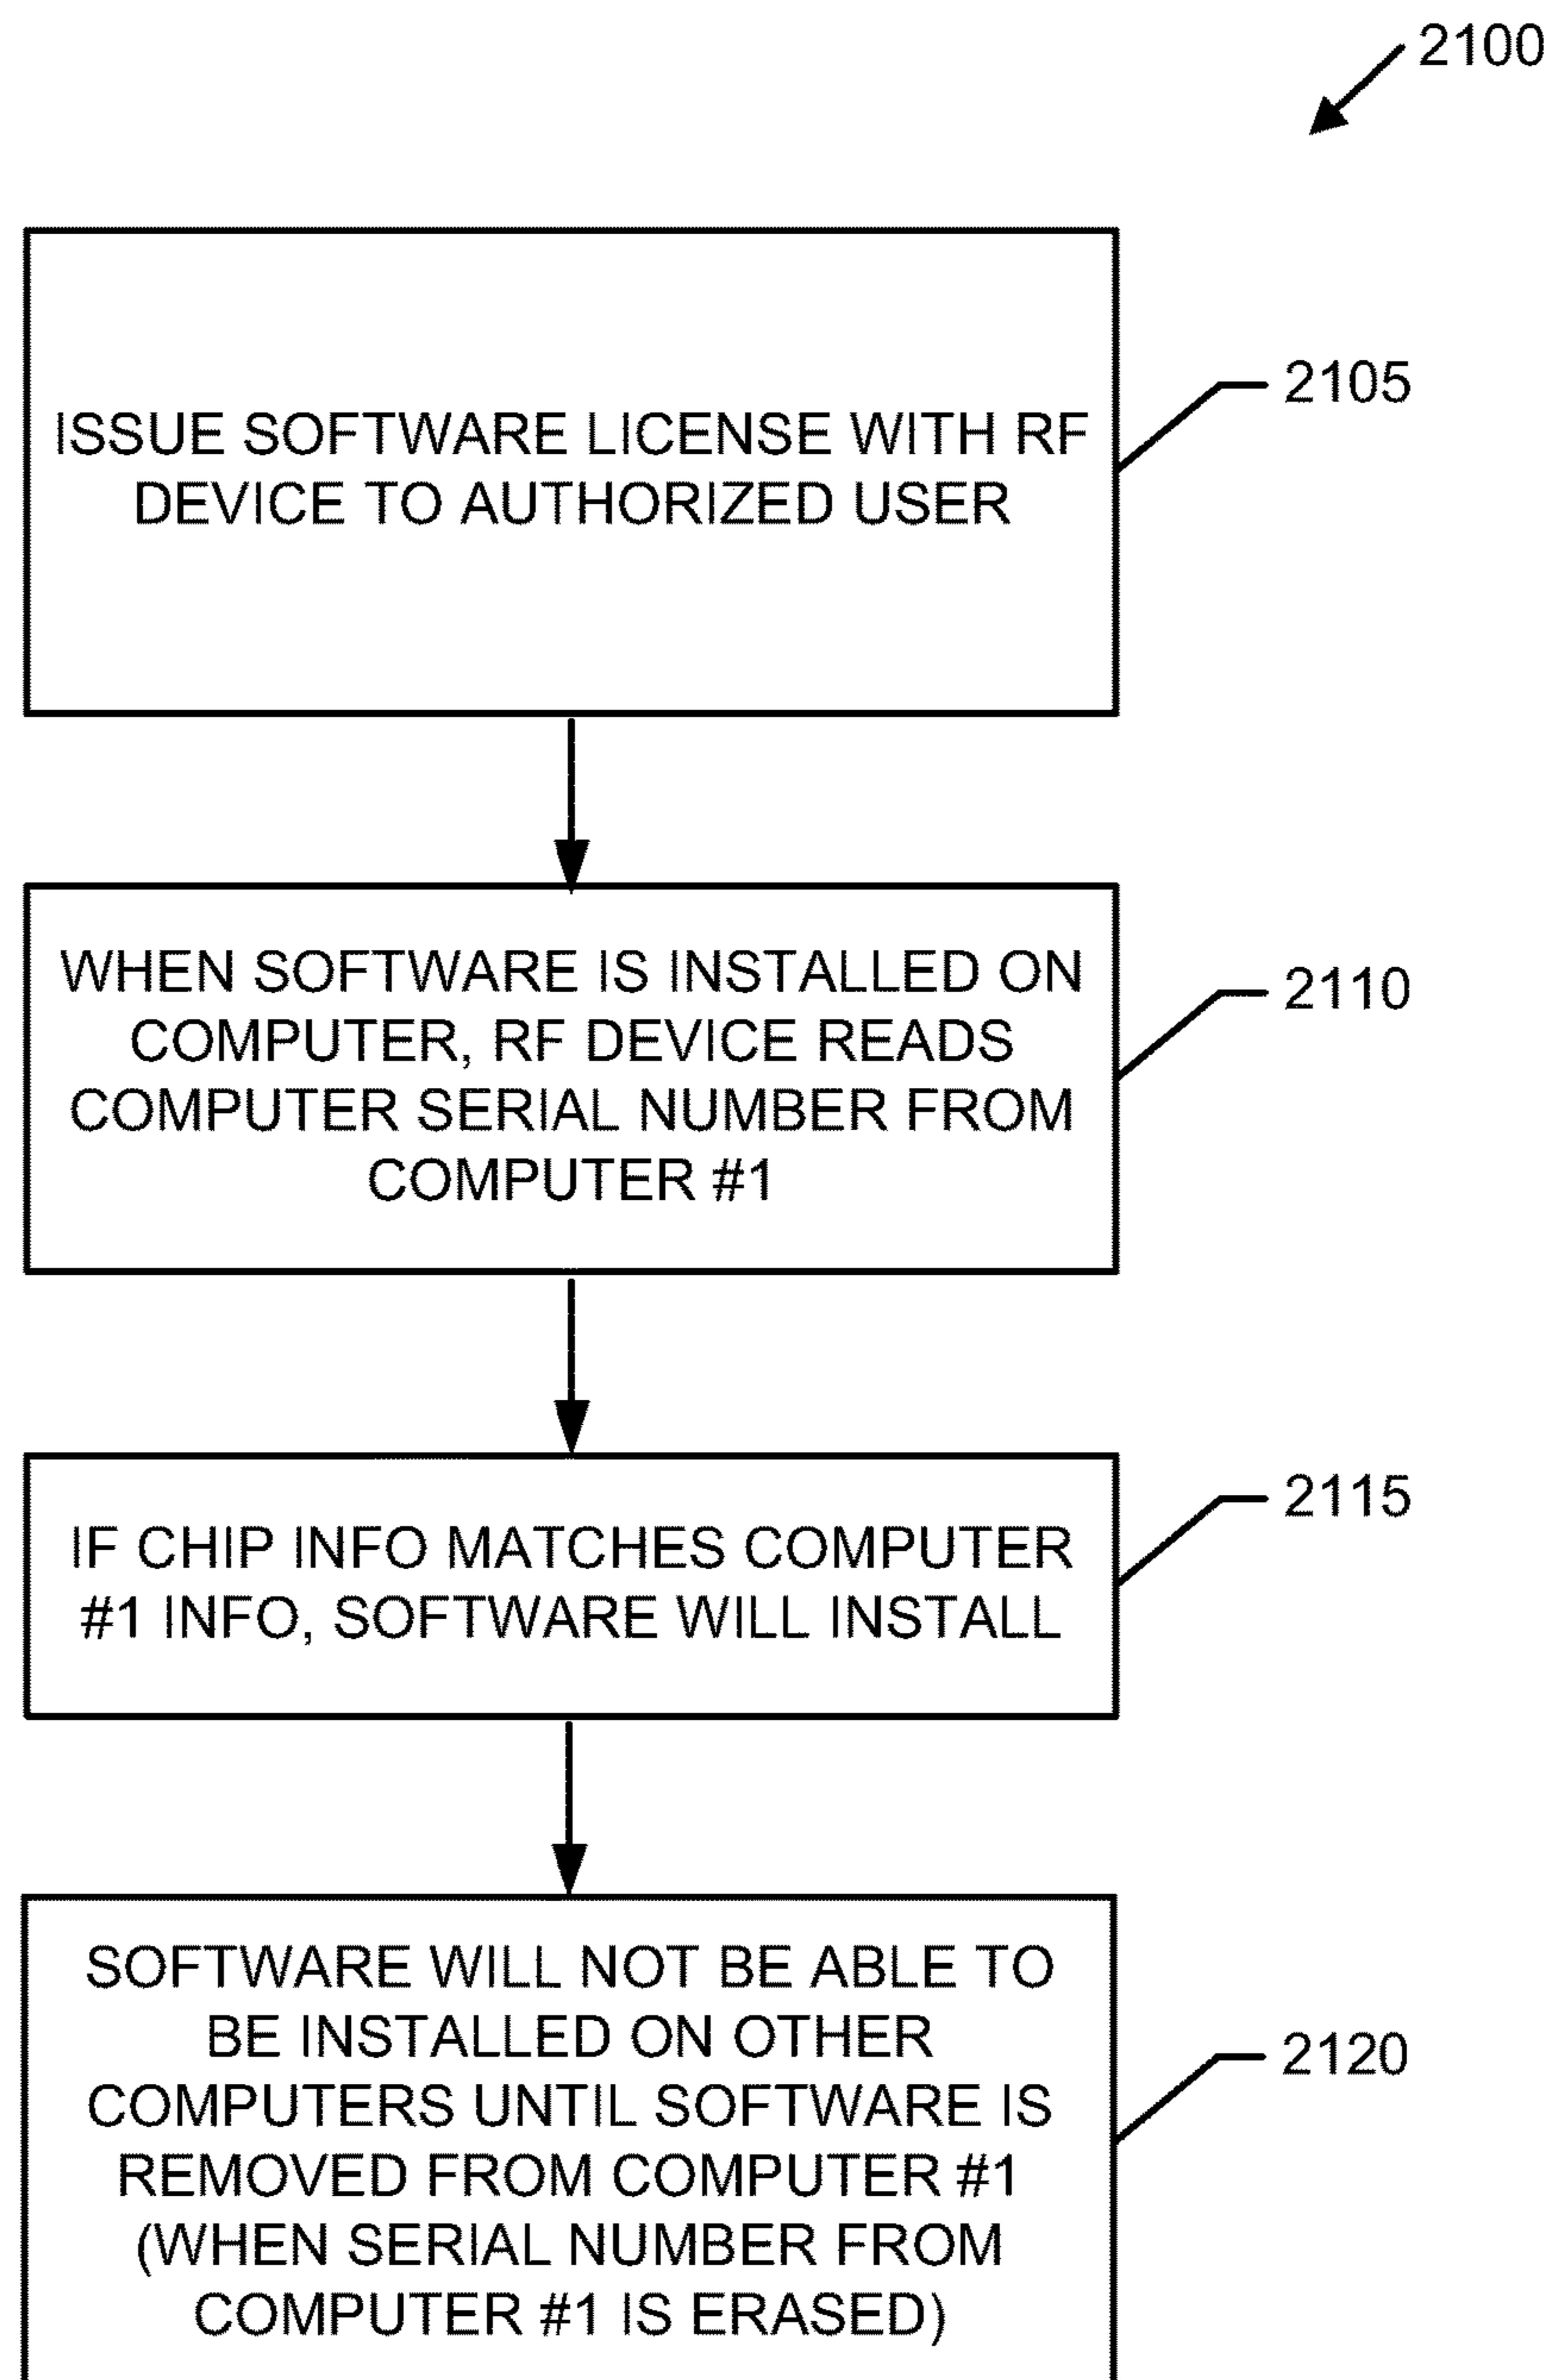 2100
ISSUE SOFTWARE LICENSE WITH RF
DEVICE TO AUTHORIZED USER
2105
WHEN SOFTWARE IS INSTALLED ON
COMPUTER, RF DEVICE READS
COMPUTER SERIAL NUMBER FROM
COMPUTER #1
2110
IF CHIP INFO MATCHES COMPUTER
#1 INFO, SOFTWARE WILL INSTALL
2115
SOFTWARE WILL NOT BE ABLE TO
BE INSTALLED ON OTHER
COMPUTERS UNTIL SOFTWARE IS
REMOVED FROM COMPUTER #1
(WHEN SERIAL NUMBER FROM
COMPUTER #1 IS ERASED)
2120